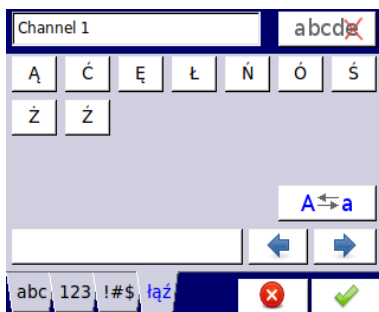 Channel 1 abcde
Ą Ć Ę Ł Ń Ó Ś
Ż Ź
A a
abc 123 !#$ łąź